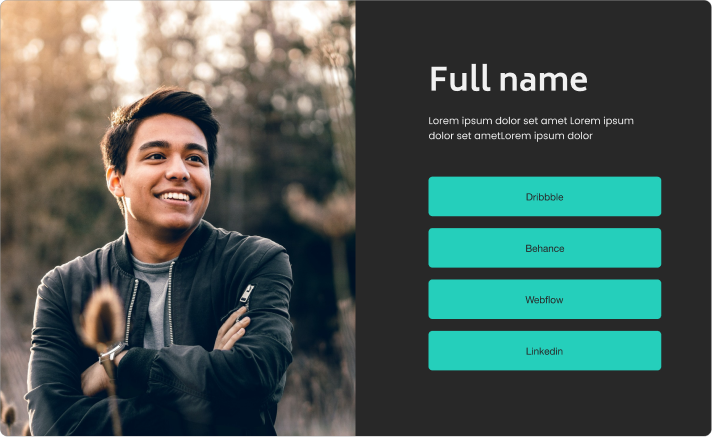 Full name
Lorem ipsum dolor set amet Lorem ipsum
dolor set ametLorem ipsum dolor
Dribbble
Behance
Webflow
Linkedin